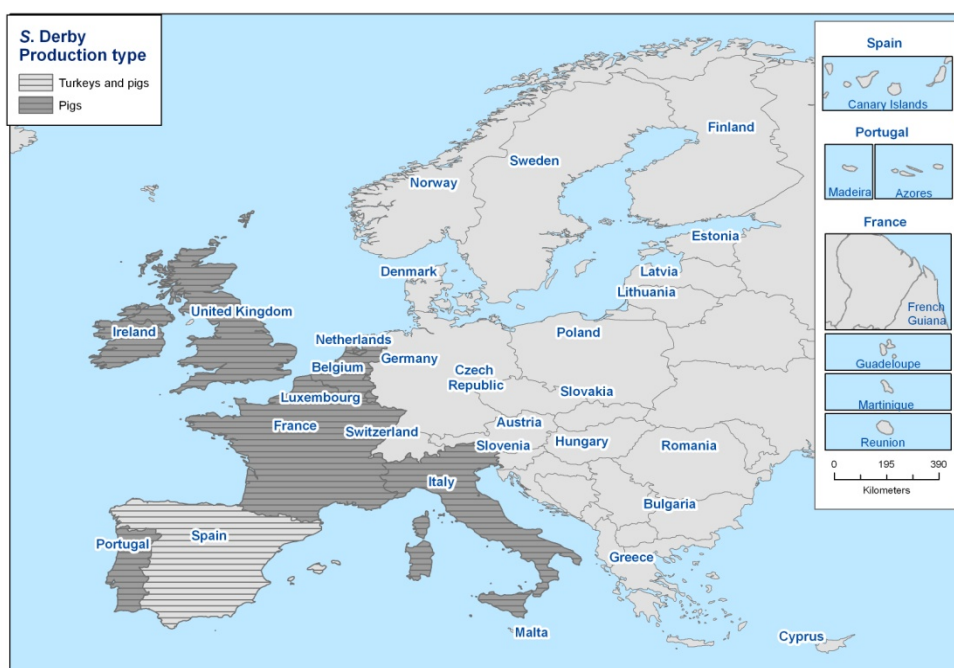 S. Derby
Production type
Turkeys and pigs
Pigs
Spain
Canary Islands
Portugal
Madeira
Azores
France
French
Guiana
Guadeloupe
Martinique
Reunion
0 195 390
Kilometers
Finland
Sweden
Norway
Estonia
Denmark
Latvia
Lithuania
United Kingdom
Ireland
Netherlands
Poland
Germany
Belgium
Czech
Republic
Luxembourg
Slovakia
France
Austria
Switzerland
Hungary
Slovenia
Romania
Italy
Bulgaria
Portugal
Spain
Greece
Malta
Cyprus